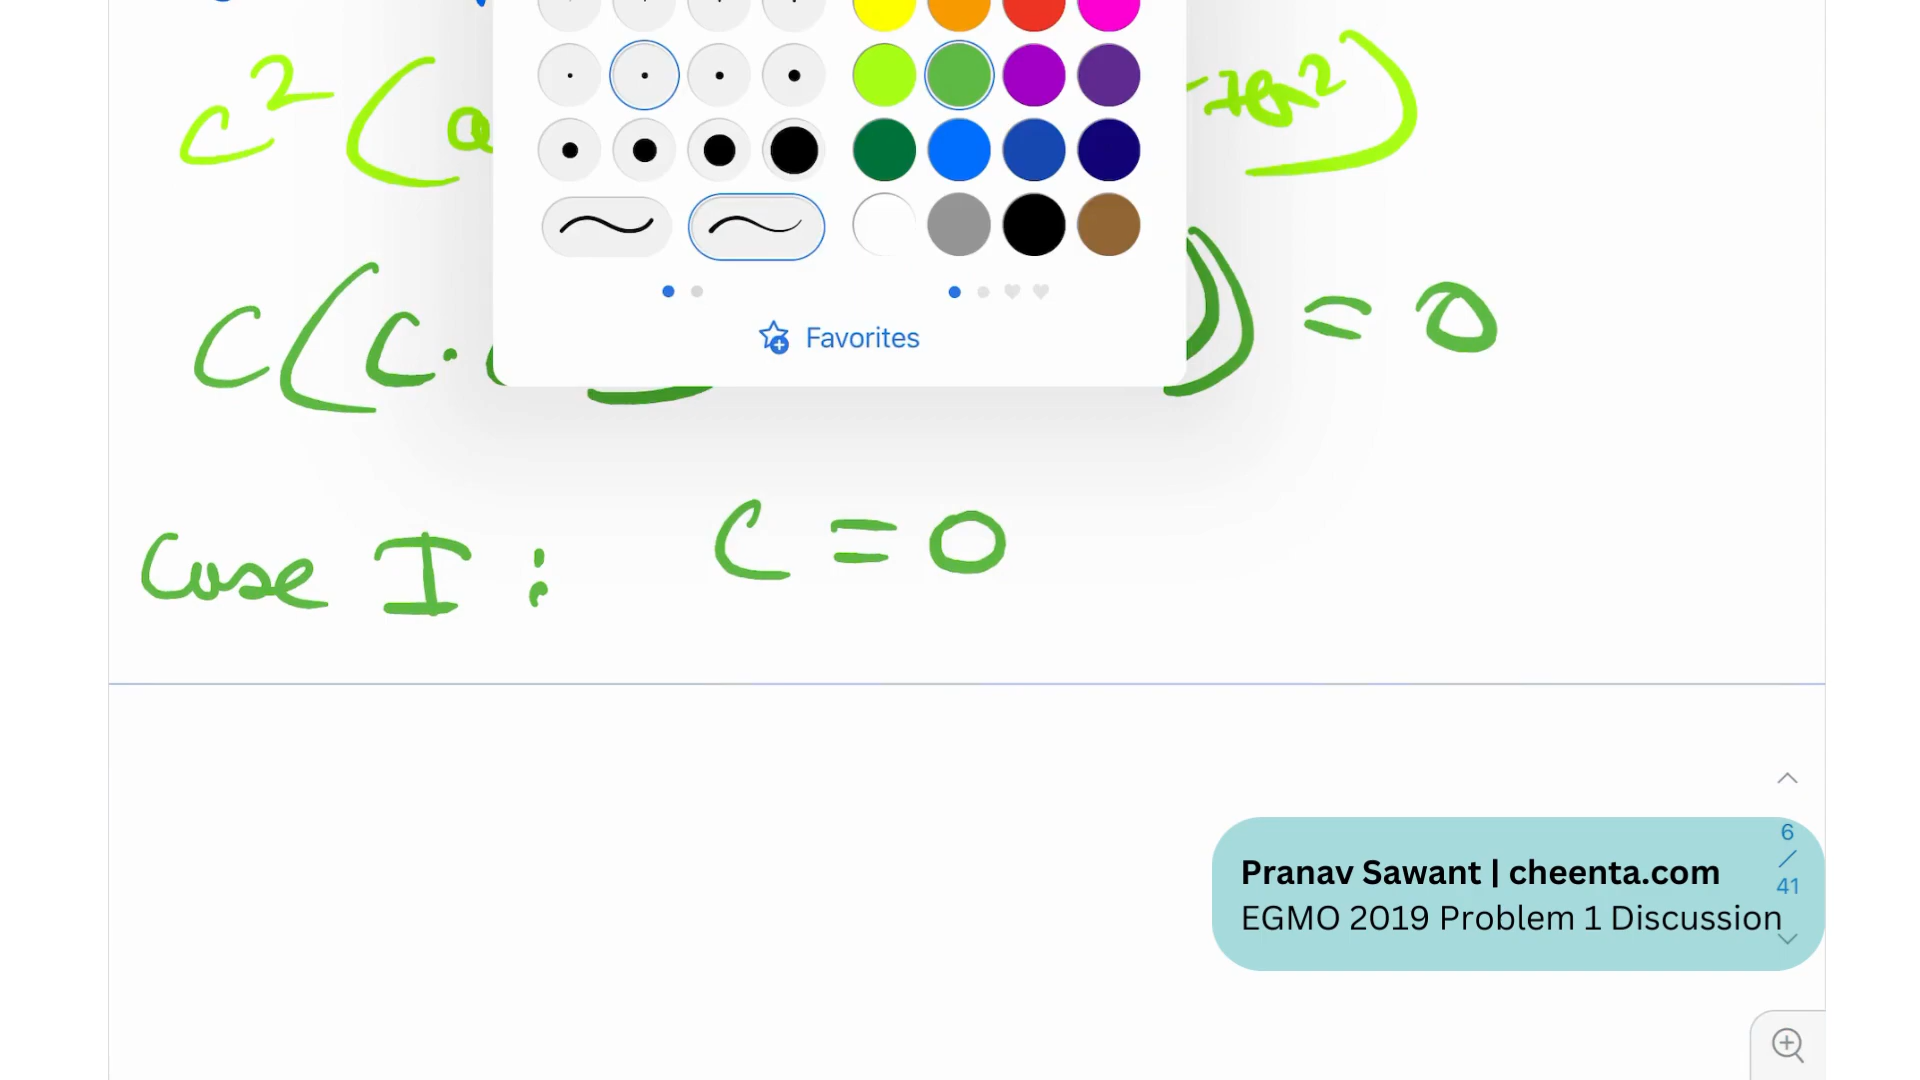 c² (a )
c(c. )) = 0
Favorites
Case I : c = 0
6
/
41
Pranav Sawant | cheenta.com
EGMO 2019 Problem 1 Discussion